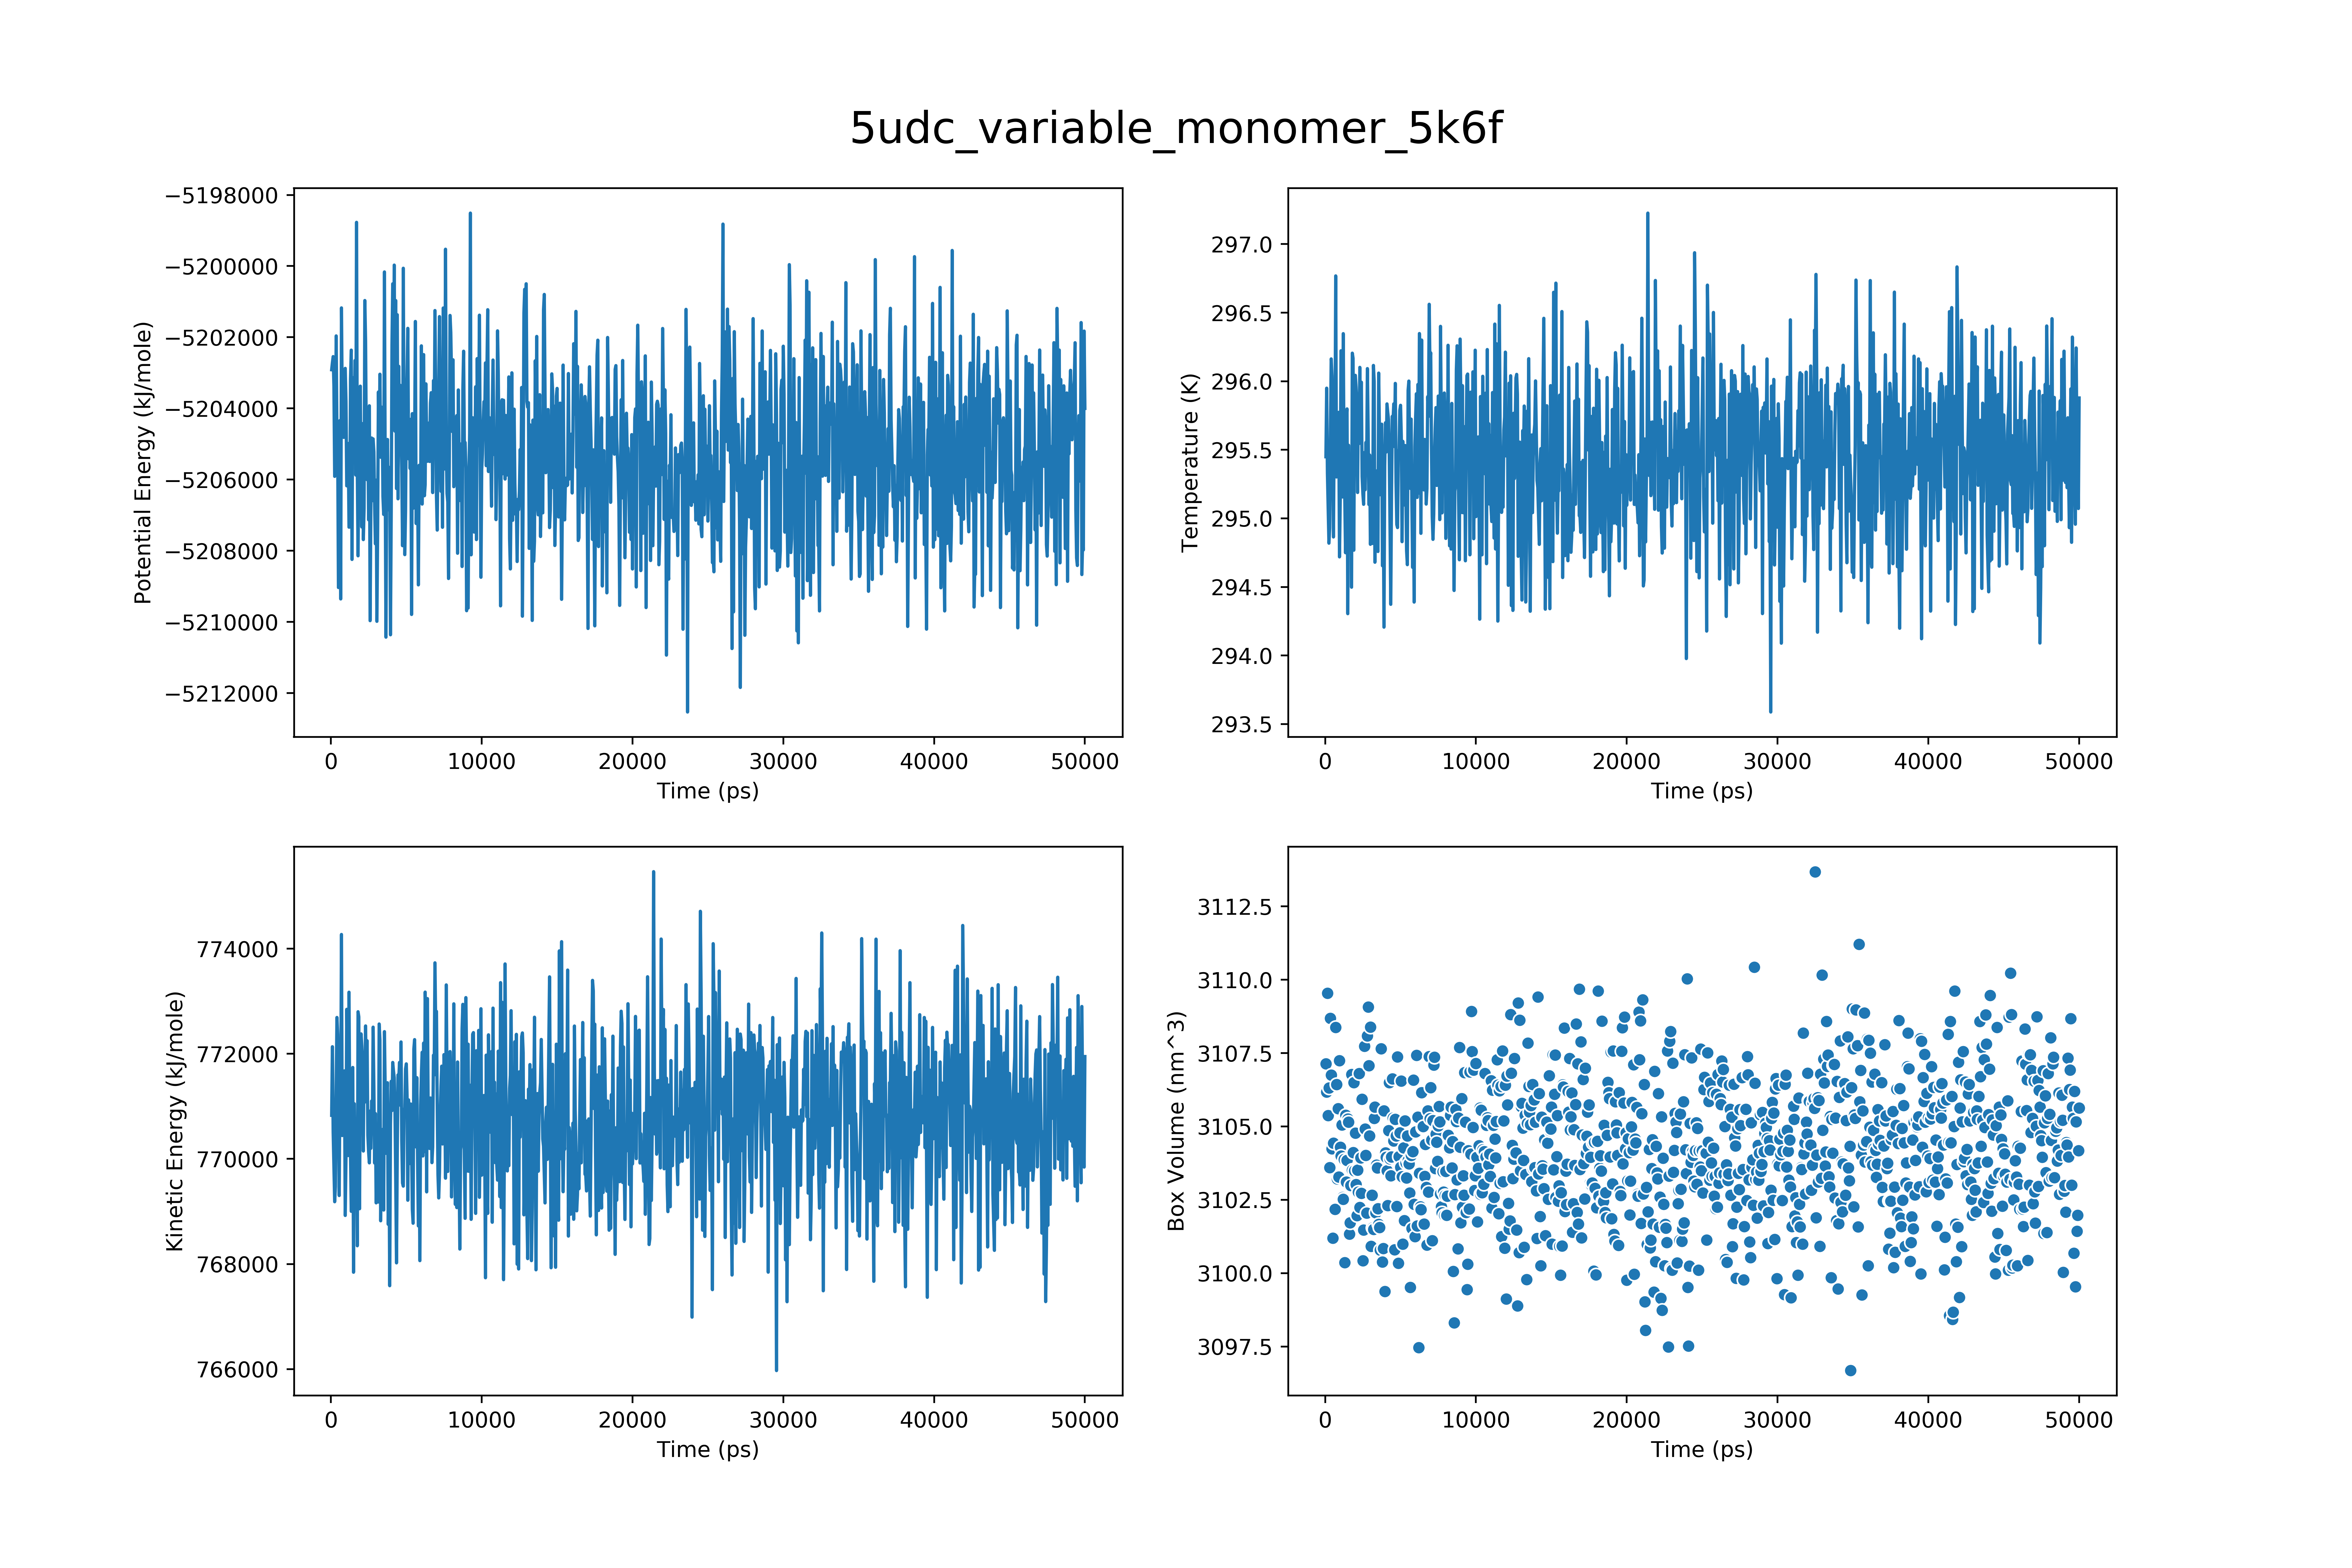 5udc_variable_monomer_5k6f
−5198000
−5200000
−5202000
−5204000
−5206000
−5208000
−5210000
−5212000
Potential Energy (kJ/mole)
0 10000 20000 30000 40000 50000
Time (ps)
297.0
296.5
296.0
295.5
295.0
294.5
294.0
293.5
Temperature (K)
0 10000 20000 30000 40000 50000
Time (ps)
774000
772000
770000
768000
766000
Kinetic Energy (kJ/mole)
0 10000 20000 30000 40000 50000
Time (ps)
3112.5
3110.0
3107.5
3105.0
3102.5
3100.0
3097.5
Box Volume (nm^3)
0 10000 20000 30000 40000 50000
Time (ps)